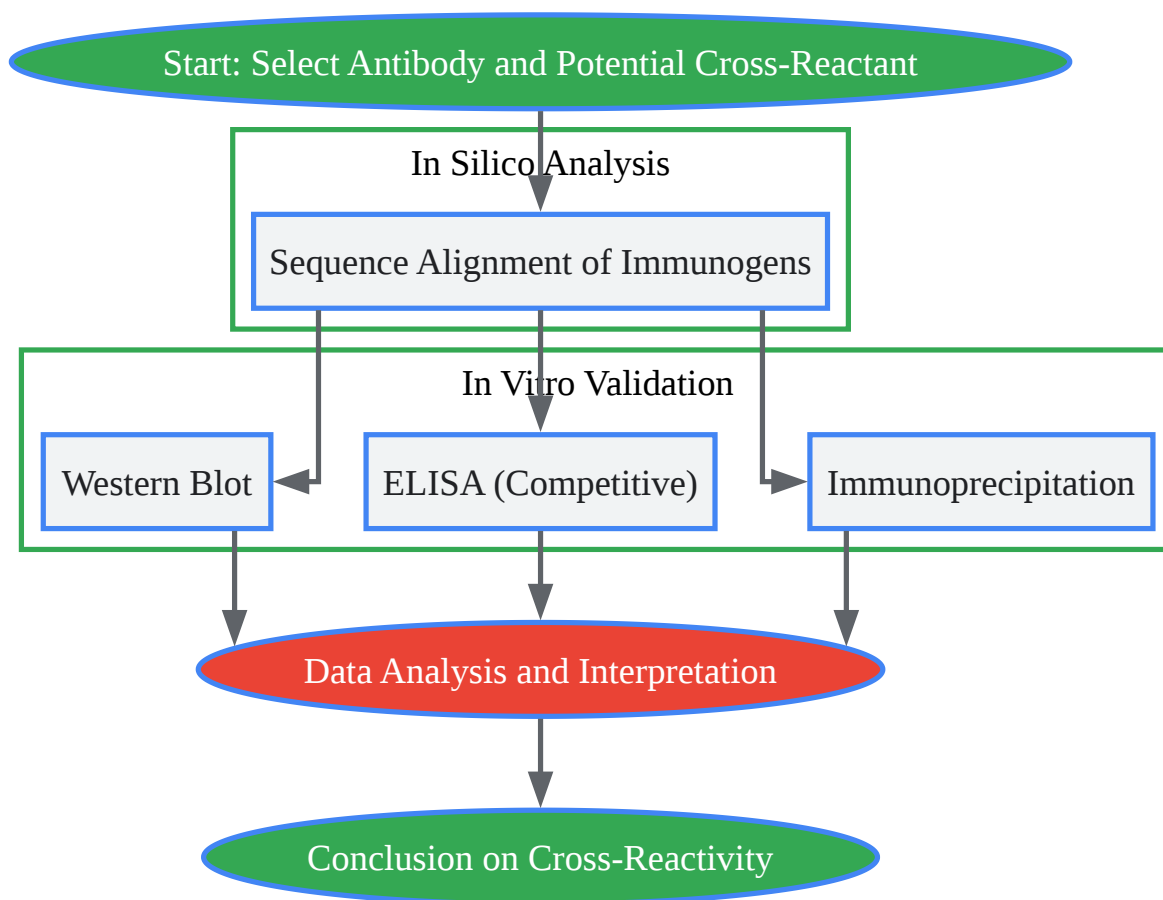 Start: Select Antibody and Potential Cross-Reactant
In Silico Analysis
Sequence Alignment of Immunogens
In Vitro Validation
Western Blot
ELISA (Competitive)
Immunoprecipitation
Data Analysis and Interpretation
Conclusion on Cross-Reactivity